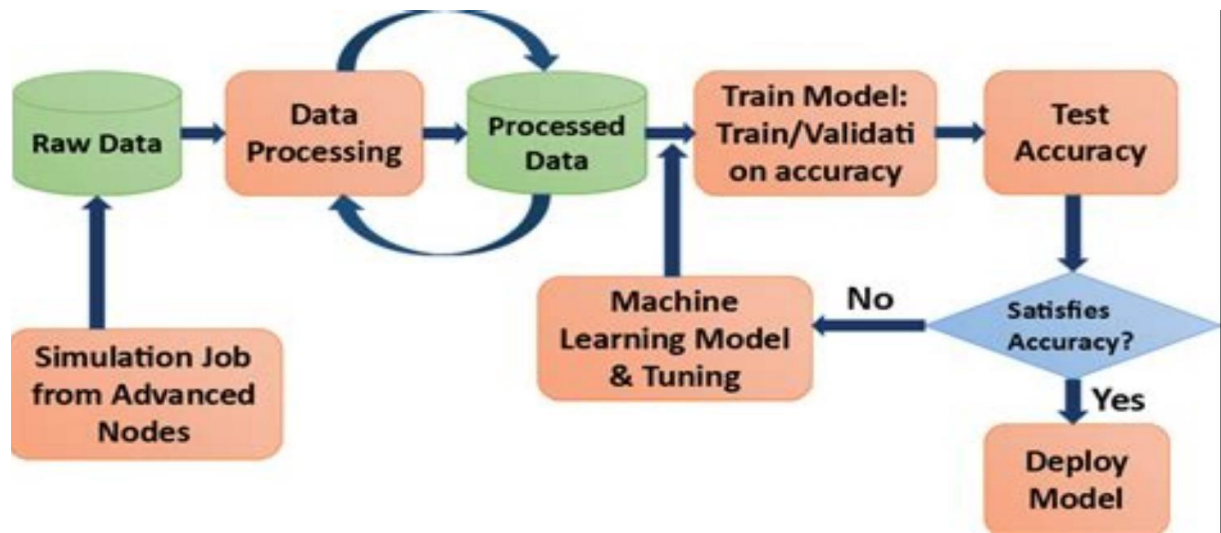 Raw Data
Data
Processing
Processed
Data
Train Model:
Train/Validati
on accuracy
Test
Accuracy
Simulation Job
from Advanced
Nodes
Machine
Learning Model
& Tuning
No
Satisfies
Accuracy?
Yes
Deploy
Model